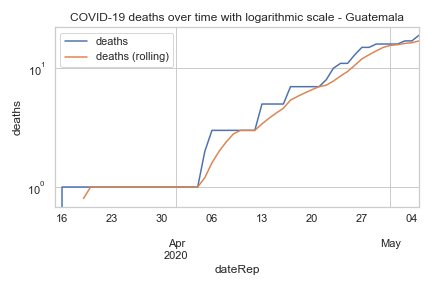 COVID-19 deaths over time with logarithmic scale - Guatemala
deaths
deaths (rolling)
10¹
10⁰
deaths
16 23 30 06 13 20 27 04
Apr May
2020
dateRep